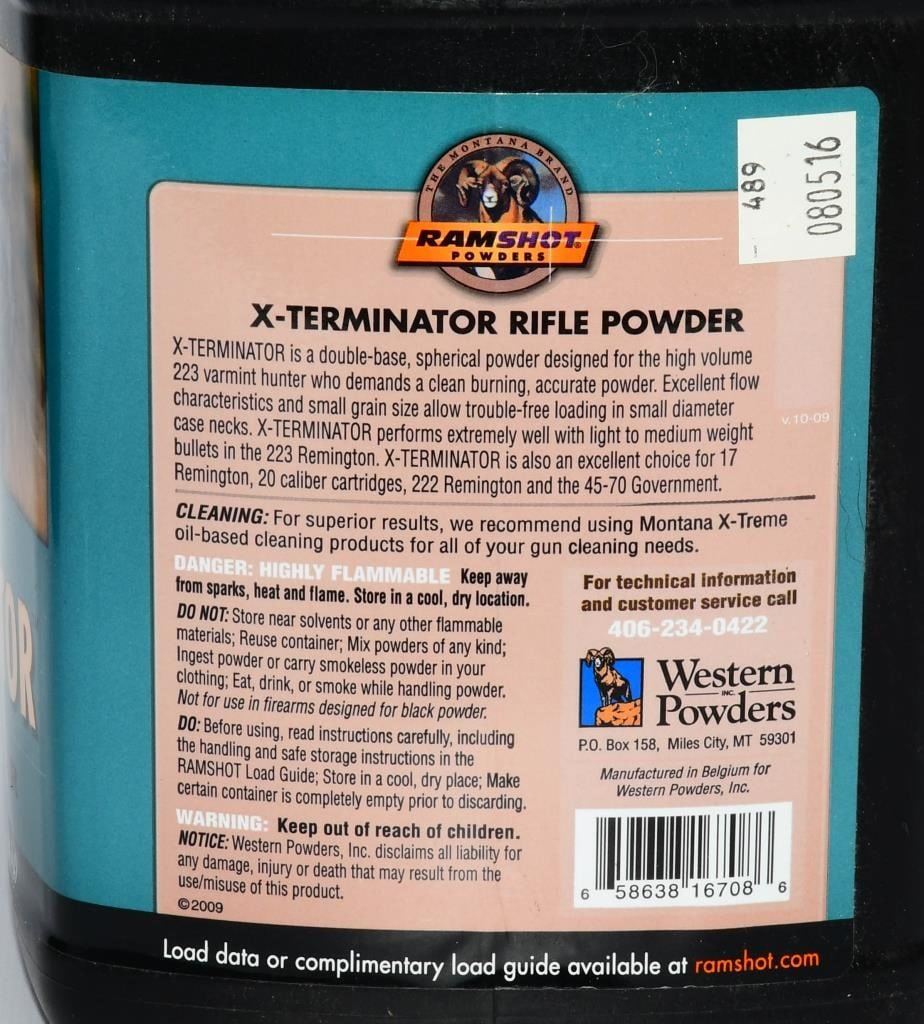 THE MONTANA BRAND
RAMSHOT®
POWDERS
489
080516
X-TERMINATOR RIFLE POWDER
X-TERMINATOR is a double-base, spherical powder designed for the high volume
223 varmint hunter who demands a clean burning, accurate powder. Excellent flow
characteristics and small grain size allow trouble-free loading in small diameter
case necks. X-TERMINATOR performs extremely well with light to medium weight
bullets in the 223 Remington. X-TERMINATOR is also an excellent choice for 17
Remington, 20 caliber cartridges, 222 Remington and the 45-70 Government.
v.10-09
CLEANING: For superior results, we recommend using Montana X-Treme
oil-based cleaning products for all of your gun cleaning needs.
DANGER: HIGHLY FLAMMABLE Keep away
from sparks, heat and flame. Store in a cool, dry location.
DO NOT: Store near solvents or any other flammable
materials; Reuse container; Mix powders of any kind;
Ingest powder or carry smokeless powder in your
clothing; Eat, drink, or smoke while handling powder.
Not for use in firearms designed for black powder.
DO: Before using, read instructions carefully, including
the handling and safe storage instructions in the
RAMSHOT Load Guide; Store in a cool, dry place; Make
certain container is completely empty prior to discarding.
WARNING: Keep out of reach of children.
NOTICE: Western Powders, Inc. disclaims all liability for
any damage, injury or death that may result from the
use/misuse of this product.
©2009
For technical information
and customer service call
406-234-0422
Western
INC.
Powders
P.O. Box 158, Miles City, MT 59301
Manufactured in Belgium for
Western Powders, Inc.
6 58638 16708 6
Load data or complimentary load guide available at ramshot.com
OR